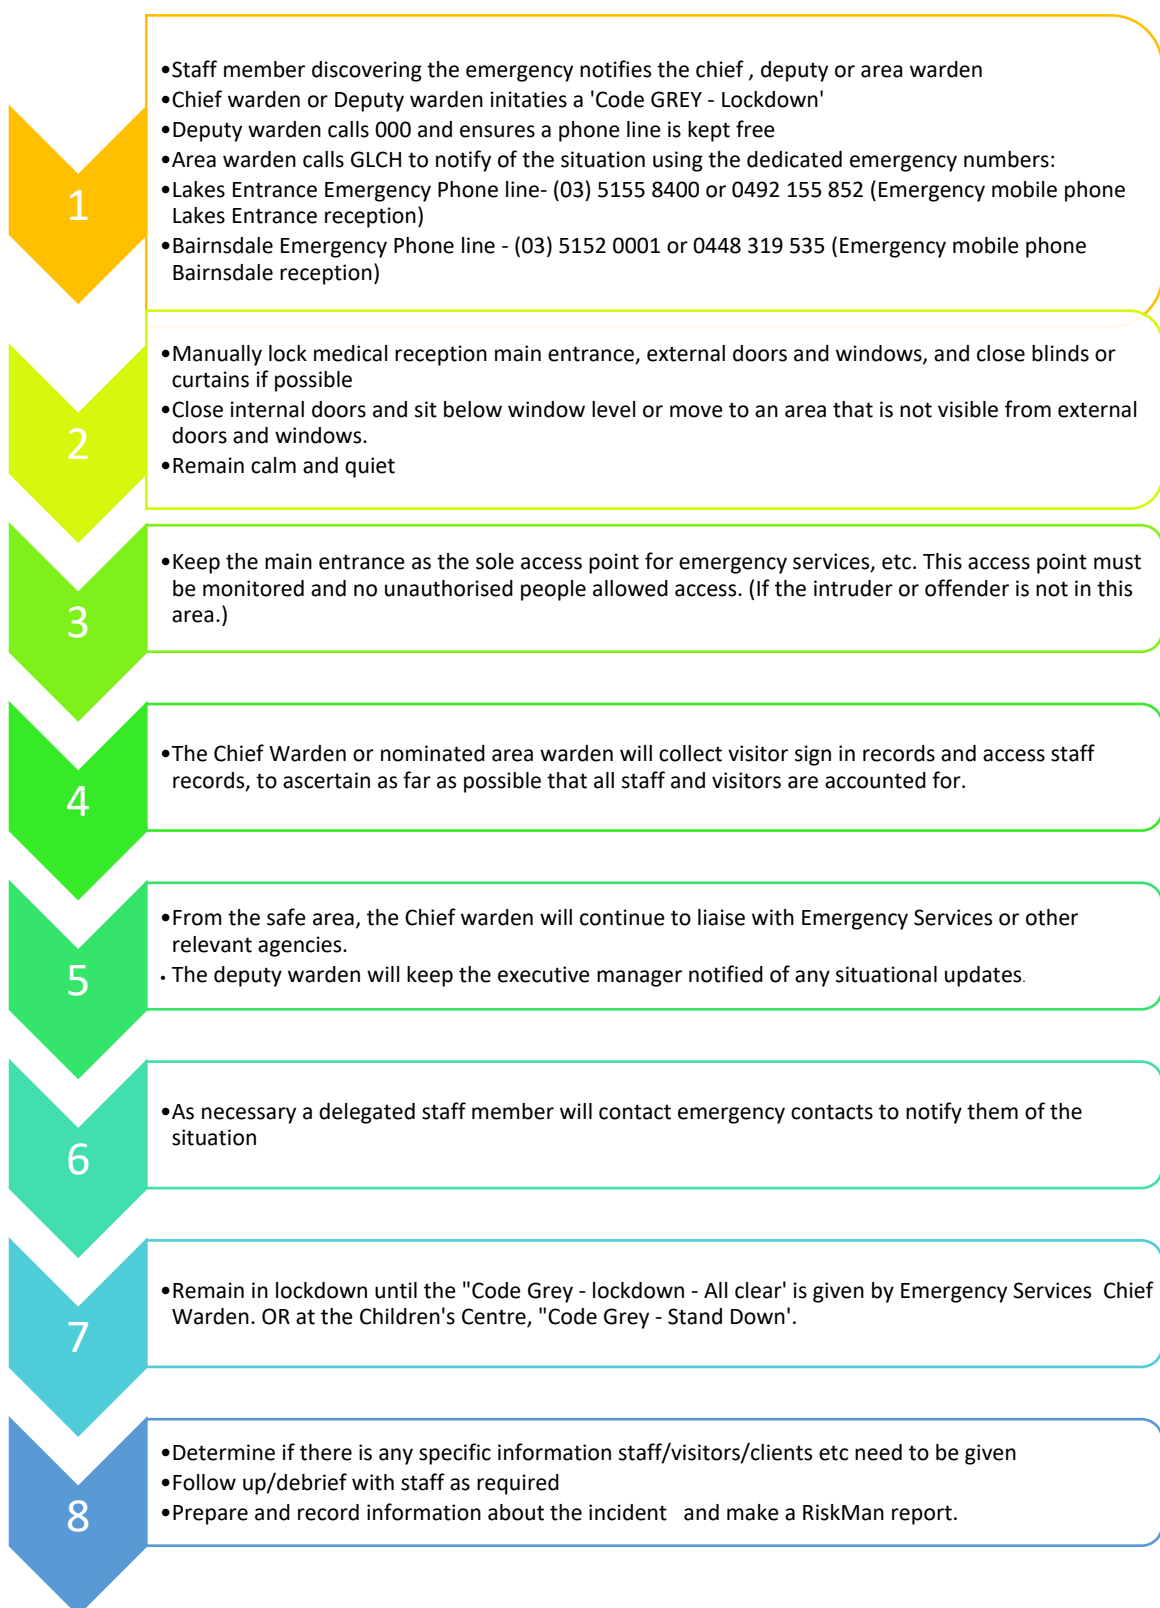 1
•Staff member discovering the emergency notifies the chief , deputy or area warden
•Chief warden or Deputy warden initaties a 'Code GREY - Lockdown'
•Deputy warden calls 000 and ensures a phone line is kept free
•Area warden calls GLCH to notify of the situation using the dedicated emergency numbers:
•Lakes Entrance Emergency Phone line- (03) 5155 8400 or 0492 155 852 (Emergency mobile phone
Lakes Entrance reception)
•Bairnsdale Emergency Phone line - (03) 5152 0001 or 0448 319 535 (Emergency mobile phone
Bairnsdale reception)
2
•Manually lock medical reception main entrance, external doors and windows, and close blinds or
curtains if possible
•Close internal doors and sit below window level or move to an area that is not visible from external
doors and windows.
•Remain calm and quiet
3
•Keep the main entrance as the sole access point for emergency services, etc. This access point must
be monitored and no unauthorised people allowed access. (If the intruder or offender is not in this
area.)
4
•The Chief Warden or nominated area warden will collect visitor sign in records and access staff
records, to ascertain as far as possible that all staff and visitors are accounted for.
5
•From the safe area, the Chief warden will continue to liaise with Emergency Services or other
relevant agencies.
• The deputy warden will keep the executive manager notified of any situational updates.
6
•As necessary a delegated staff member will contact emergency contacts to notify them of the
situation
7
•Remain in lockdown until the "Code Grey - lockdown - All clear' is given by Emergency Services  Chief
Warden. OR at the Children's Centre, "Code Grey - Stand Down'.
8
•Determine if there is any specific information staff/visitors/clients etc need to be given
•Follow up/debrief with staff as required
•Prepare and record information about the incident   and make a RiskMan report.